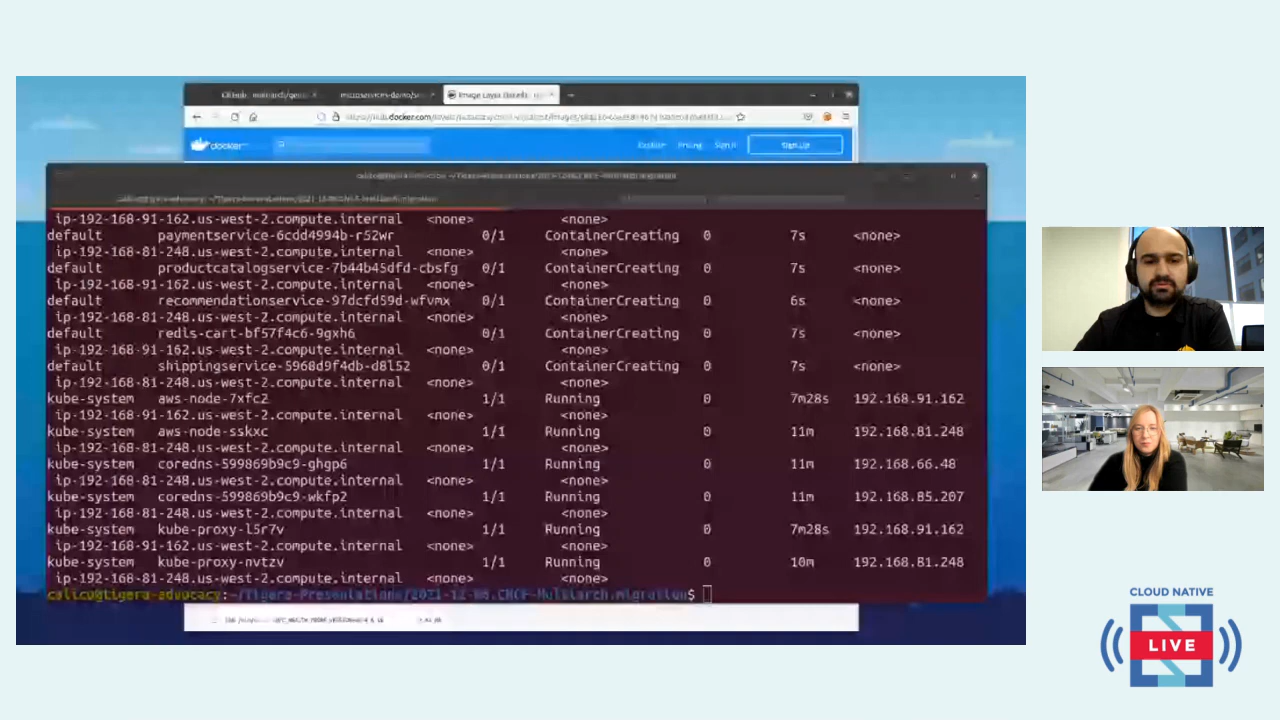 docker
ip-192-168-91-162.us-west-2.compute.internal <none> <none>
default paymentservice-6cdd4994b-r52wr 0/1 ContainerCreating 0 7s <none>
ip-192-168-81-248.us-west-2.compute.internal <none> <none>
default productcatalogservice-7b44b45dfd-cbsfg 0/1 ContainerCreating 0 7s <none>
ip-192-168-91-162.us-west-2.compute.internal <none> <none>
default recommendationservice-97dcfd59d-wfvmx 0/1 ContainerCreating 0 6s <none>
ip-192-168-81-248.us-west-2.compute.internal <none> <none>
default redis-cart-bf57f4c6-9gxh6 0/1 ContainerCreating 0 7s <none>
ip-192-168-91-162.us-west-2.compute.internal <none> <none>
default shippingservice-5968d9f4db-d8l52 0/1 ContainerCreating 0 7s <none>
ip-192-168-81-248.us-west-2.compute.internal <none> <none>
kube-system aws-node-7xfc2 1/1 Running 0 7m28s 192.168.91.162
ip-192-168-91-162.us-west-2.compute.internal <none> <none>
kube-system aws-node-sskxc 1/1 Running 0 11m 192.168.81.248
ip-192-168-81-248.us-west-2.compute.internal <none> <none>
kube-system coredns-599869b9c9-ghgp6 1/1 Running 0 11m 192.168.66.48
ip-192-168-81-248.us-west-2.compute.internal <none> <none>
kube-system coredns-599869b9c9-wkfp2 1/1 Running 0 11m 192.168.85.207
ip-192-168-81-248.us-west-2.compute.internal <none> <none>
kube-system kube-proxy-l5r7v 1/1 Running 0 7m28s 192.168.91.162
ip-192-168-91-162.us-west-2.compute.internal <none> <none>
kube-system kube-proxy-nvtzv 1/1 Running 0 10m 192.168.81.248
ip-192-168-81-248.us-west-2.compute.internal <none> <none>
calico@tigera-advocacy:~/Tigera-Presentations/2021-12-08.CNCF-Multiarch.migration$
CLOUD NATIVE
LIVE